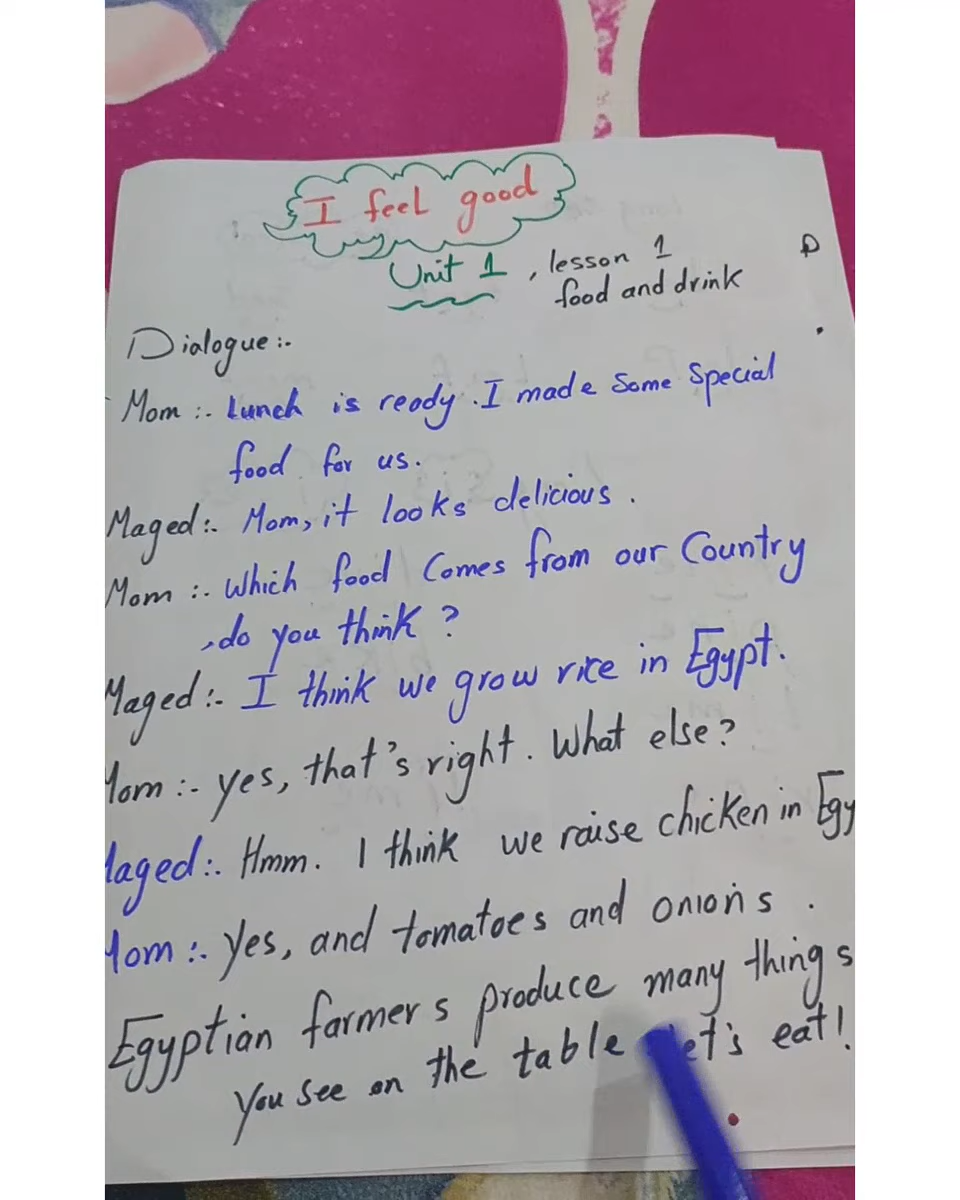 I feel good
Unit 1 , lesson 1
food and drink
Dialogue:-
Mom :- Lunch is ready. I made some special
food for us.
Maged:- Mom, it looks delicious.
Mom :- Which food comes from our country
, do you think ?
Maged:- I think we grow rice in Egypt.
Mom :- yes, that's right. What else?
Maged:. Hmm. I think we raise chicken in Egy
Mom :. Yes, and tomatoes and onions .
Egyptian farmers produce many things
you see on the table let's eat!